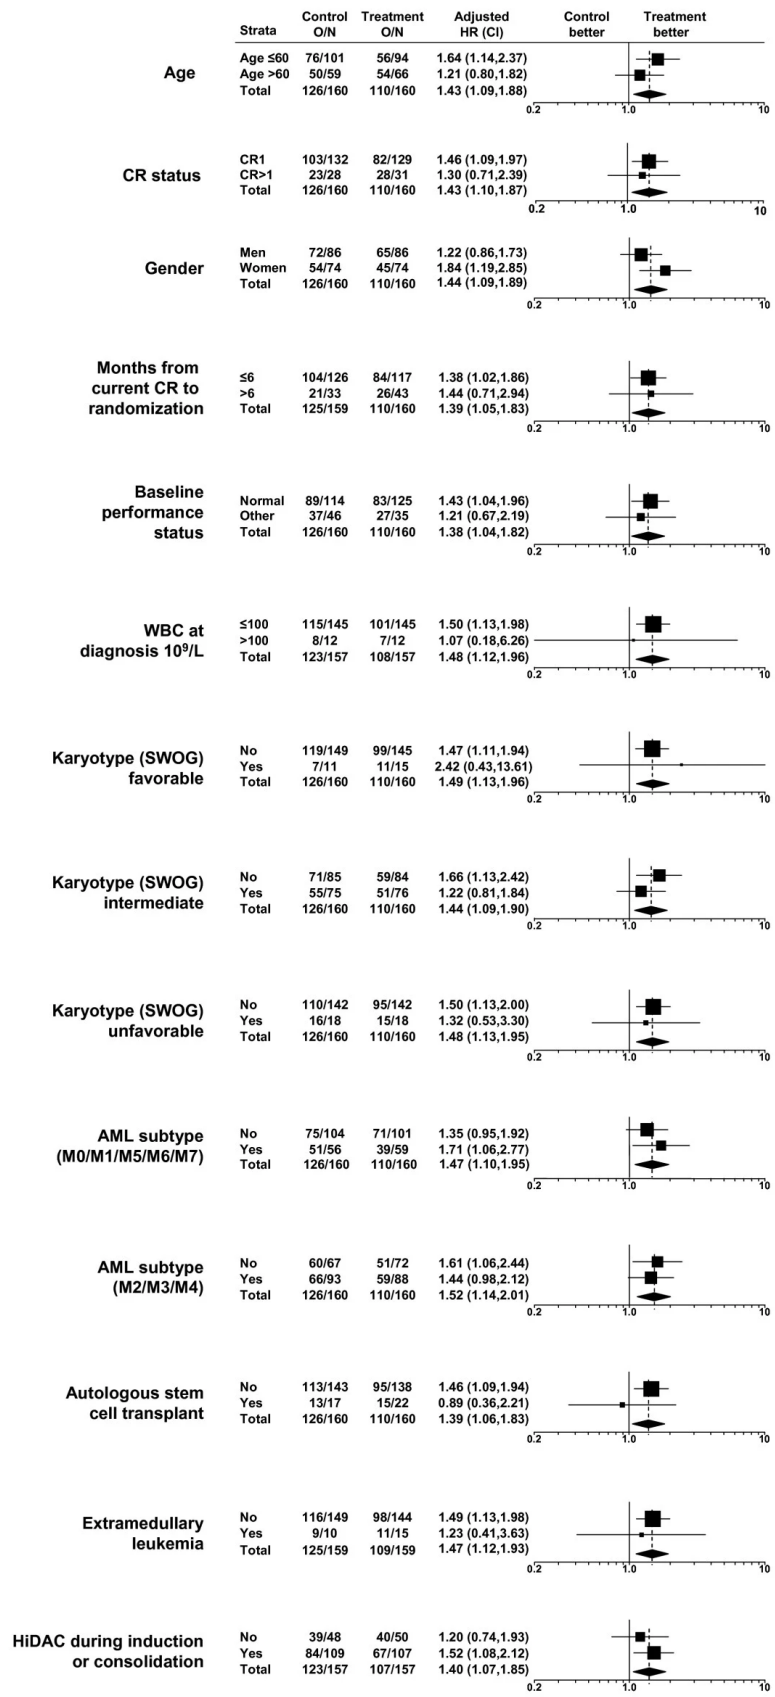 Control Treatment Adjusted Control Treatment
Strata O/N O/N HR (CI) better better
Age
Age ≤60 76/101 56/94 1.64 (1.14,2.37)
Age >60 50/59 54/66 1.21 (0.80,1.82)
Total 126/160 110/160 1.43 (1.09,1.88)
0.2 1.0 10
CR status
CR1 103/132 82/129 1.46 (1.09,1.97)
CR>1 23/28 28/31 1.30 (0.71,2.39)
Total 126/160 110/160 1.43 (1.10,1.87)
0.2 1.0 10
Gender
Men 72/86 65/86 1.22 (0.86,1.73)
Women 54/74 45/74 1.84 (1.19,2.85)
Total 126/160 110/160 1.44 (1.09,1.89)
0.2 1.0 10
Months from
current CR to
randomization
≤6 104/126 84/117 1.38 (1.02,1.86)
>6 21/33 26/43 1.44 (0.71,2.94)
Total 125/159 110/160 1.39 (1.05,1.83)
0.2 1.0 10
Baseline
performance
status
Normal 89/114 83/125 1.43 (1.04,1.96)
Other 37/46 27/35 1.21 (0.67,2.19)
Total 126/160 110/160 1.38 (1.04,1.82)
0.2 1.0 10
WBC at
diagnosis 10⁹/L
≤100 115/145 101/145 1.50 (1.13,1.98)
>100 8/12 7/12 1.07 (0.18,6.26)
Total 123/157 108/157 1.48 (1.12,1.96)
0.2 1.0 10
Karyotype (SWOG)
favorable
No 119/149 99/145 1.47 (1.11,1.94)
Yes 7/11 11/15 2.42 (0.43,13.61)
Total 126/160 110/160 1.49 (1.13,1.96)
0.2 1.0 10
Karyotype (SWOG)
intermediate
No 71/85 59/84 1.66 (1.13,2.42)
Yes 55/75 51/76 1.22 (0.81,1.84)
Total 126/160 110/160 1.44 (1.09,1.90)
0.2 1.0 10
Karyotype (SWOG)
unfavorable
No 110/142 95/142 1.50 (1.13,2.00)
Yes 16/18 15/18 1.32 (0.53,3.30)
Total 126/160 110/160 1.48 (1.13,1.95)
0.2 1.0 10
AML subtype
(M0/M1/M5/M6/M7)
No 75/104 71/101 1.35 (0.95,1.92)
Yes 51/56 39/59 1.71 (1.06,2.77)
Total 126/160 110/160 1.47 (1.10,1.95)
0.2 1.0 10
AML subtype
(M2/M3/M4)
No 60/67 51/72 1.61 (1.06,2.44)
Yes 66/93 59/88 1.44 (0.98,2.12)
Total 126/160 110/160 1.52 (1.14,2.01)
0.2 1.0 10
Autologous stem
cell transplant
No 113/143 95/138 1.46 (1.09,1.94)
Yes 13/17 15/22 0.89 (0.36,2.21)
Total 126/160 110/160 1.39 (1.06,1.83)
0.2 1.0 10
Extramedullary
leukemia
No 116/149 98/144 1.49 (1.13,1.98)
Yes 9/10 11/15 1.23 (0.41,3.63)
Total 125/159 109/159 1.47 (1.12,1.93)
0.2 1.0 10
HiDAC during induction
or consolidation
No 39/48 40/50 1.20 (0.74,1.93)
Yes 84/109 67/107 1.52 (1.08,2.12)
Total 123/157 107/157 1.40 (1.07,1.85)
0.2 1.0 10